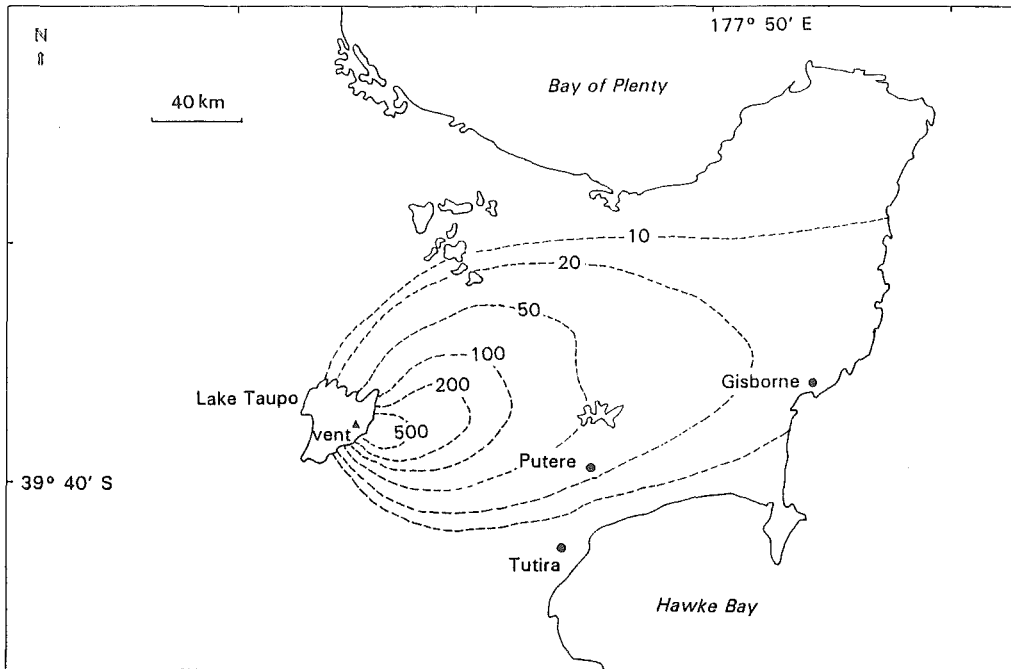 N
177° 50′ E
Bay of Plenty
40 km
10
20
50
100
Gisborne
200
Lake Taupo
vent
500
Putere
39° 40′ S
Tutira
Hawke Bay